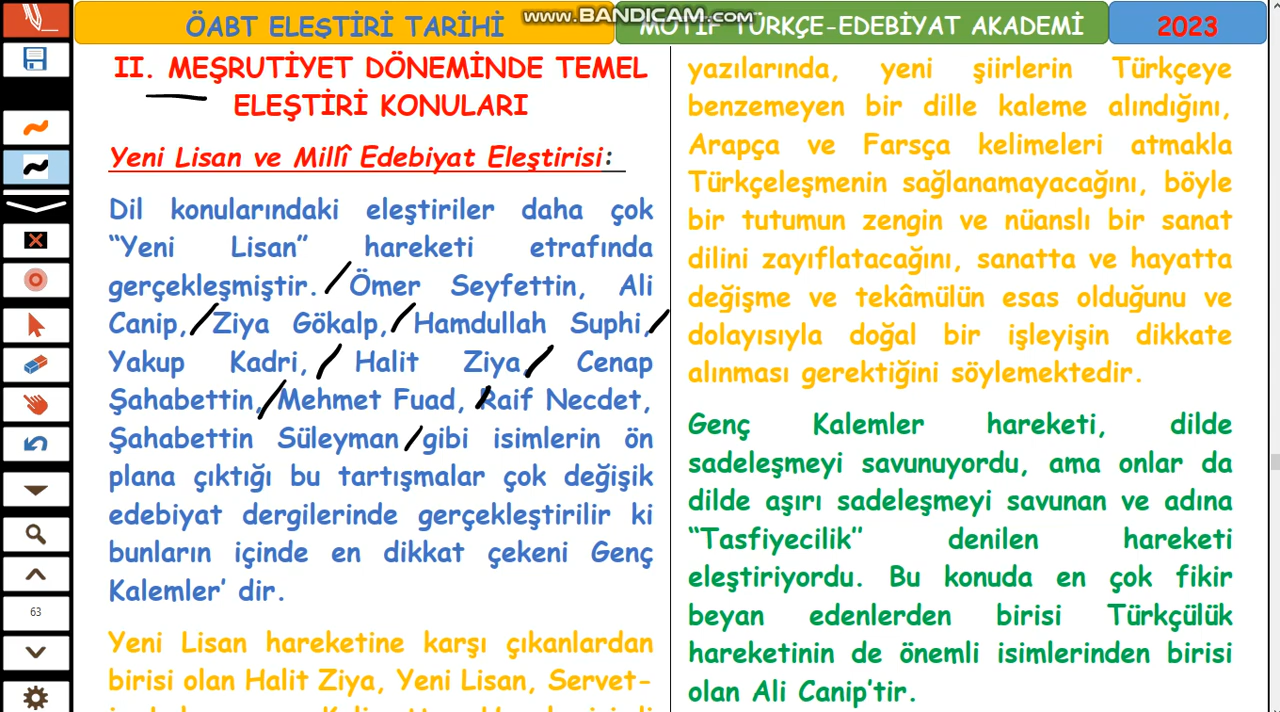 ÖABT ELEŞTİRİ TARİHİ
www.BANDICAM.com
MOTİF TÜRKÇE-EDEBİYAT AKADEMİ
2023
II. MEŞRUTİYET DÖNEMİNDE TEMEL
ELEŞTİRİ KONULARI
Yeni Lisan ve Millî Edebiyat Eleştirisi:
Dil konularındaki eleştiriler daha çok
“Yeni Lisan” hareketi etrafında
gerçekleşmiştir. Ömer Seyfettin, Ali
Canip, Ziya Gökalp, Hamdullah Suphi,
Yakup Kadri, Halit Ziya, Cenap
Şahabettin, Mehmet Fuad, Raif Necdet,
Şahabettin Süleyman gibi isimlerin ön
plana çıktığı bu tartışmalar çok değişik
edebiyat dergilerinde gerçekleştirilir ki
bunların içinde en dikkat çekeni Genç
Kalemler’ dir.
Yeni Lisan hareketine karşı çıkanlardan
birisi olan Halit Ziya, Yeni Lisan, Servet-
yazılarında, yeni şiirlerin Türkçeye
benzemeyen bir dille kaleme alındığını,
Arapça ve Farsça kelimeleri atmakla
Türkçeleşmenin sağlanamayacağını, böyle
bir tutumun zengin ve nüanslı bir sanat
dilini zayıflatacağını, sanatta ve hayatta
değişme ve tekâmülün esas olduğunu ve
dolayısıyla doğal bir işleyişin dikkate
alınması gerektiğini söylemektedir.
Genç Kalemler hareketi, dilde
sadeleşmeyi savunuyordu, ama onlar da
dilde aşırı sadeleşmeyi savunan ve adına
“Tasfiyecilik” denilen hareketi
eleştiriyordu. Bu konuda en çok fikir
beyan edenlerden birisi Türkçülük
hareketinin de önemli isimlerinden birisi
olan Ali Canip’tir.
63